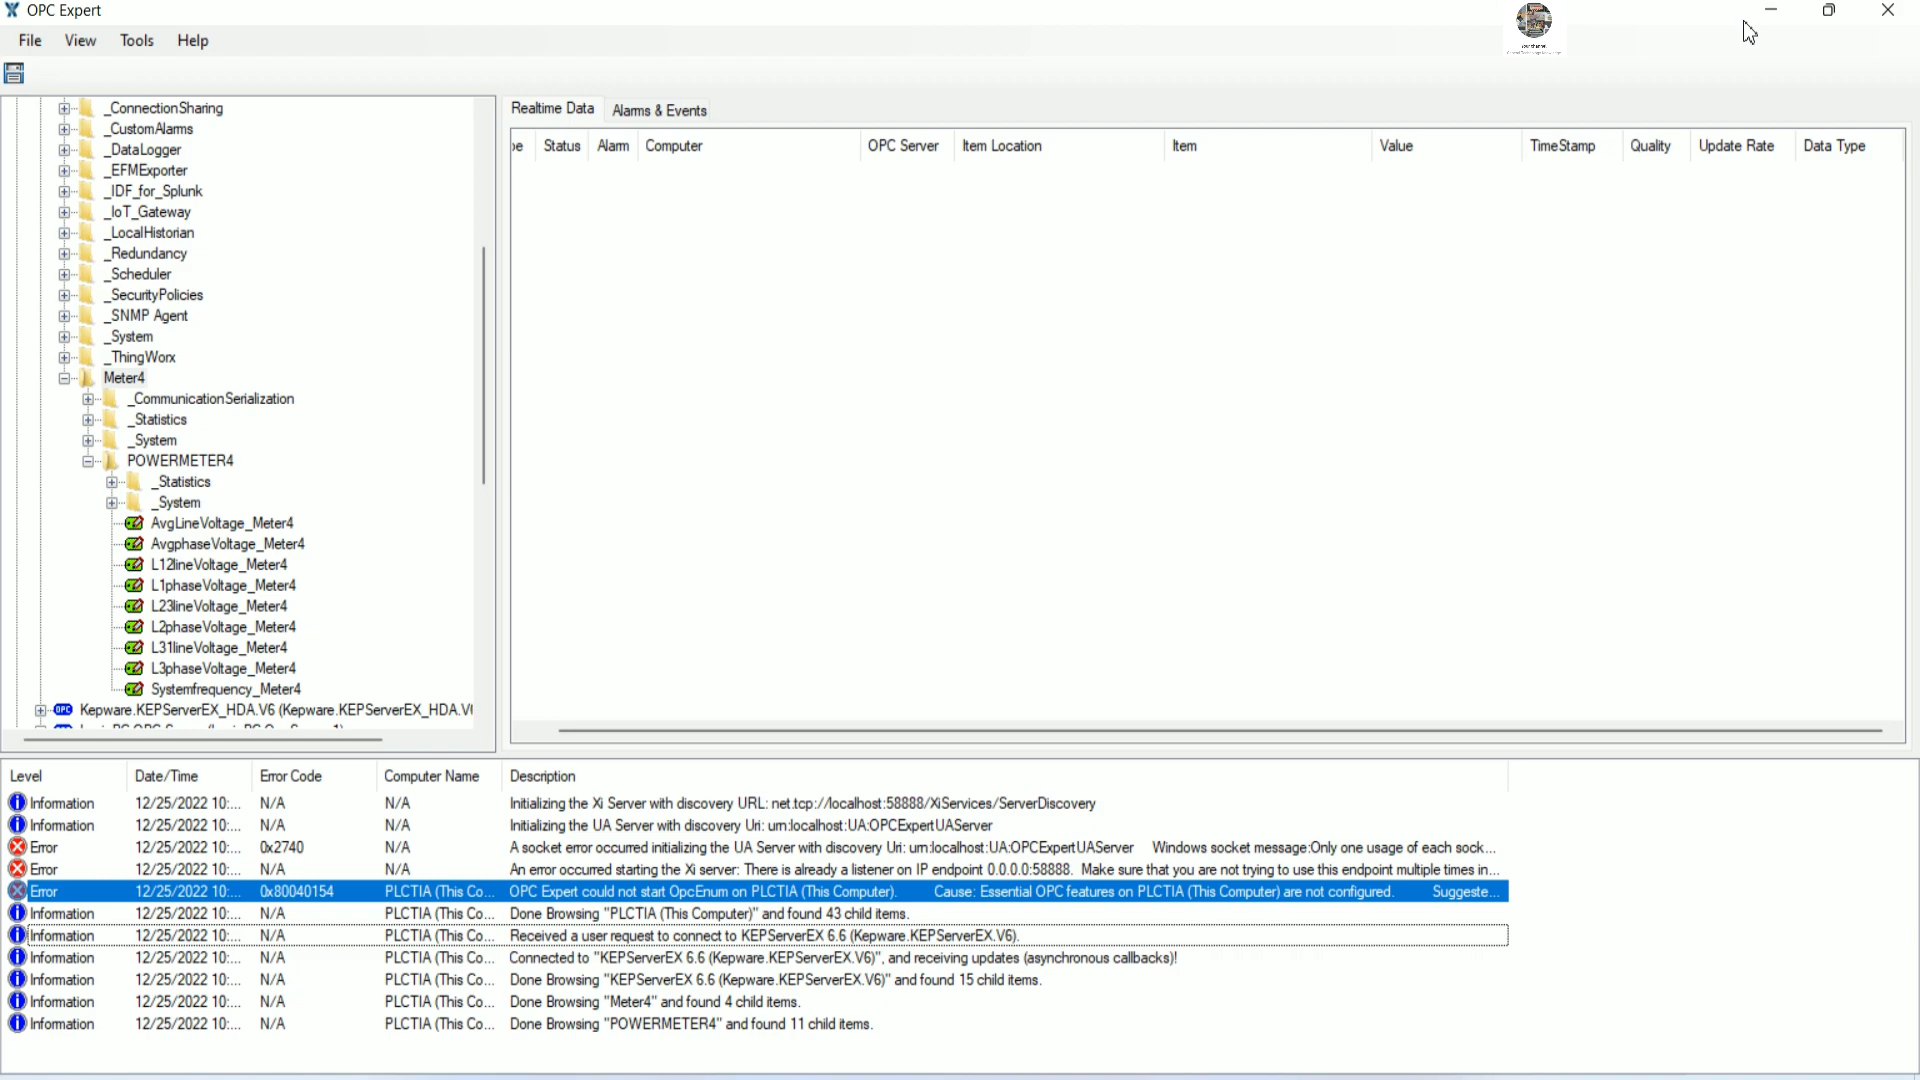 OPC Expert
File View Tools Help
_ConnectionSharing
_CustomAlarms
_DataLogger
_EFMExporter
_IDF_for_Splunk
_IoT_Gateway
_LocalHistorian
_Redundancy
_Scheduler
_SecurityPolicies
_SNMP Agent
_System
_ThingWorx
Meter4
_CommunicationSerialization
_Statistics
_System
POWERMETER4
_Statistics
_System
AvgLineVoltage_Meter4
AvgphaseVoltage_Meter4
L12lineVoltage_Meter4
L1phaseVoltage_Meter4
L23lineVoltage_Meter4
L2phaseVoltage_Meter4
L31lineVoltage_Meter4
L3phaseVoltage_Meter4
Systemfrequency_Meter4
OPC Kepware.KEPServerEX_HDA.V6 (Kepware.KEPServerEX_HDA.V
Realtime Data Alarms & Events
pe Status Alarm Computer OPC Server Item Location Item Value TimeStamp Quality Update Rate Data Type
Level Date/Time Error Code Computer Name Description
Information 12/25/2022 10:... N/A N/A Initializing the Xi Server with discovery URL: net.tcp://localhost:58888/XiServices/ServerDiscovery
Information 12/25/2022 10:... N/A N/A Initializing the UA Server with discovery Uri: urn:localhost:UA:OPCExpertUAServer
Error 12/25/2022 10:... 0x2740 N/A A socket error occurred initializing the UA Server with discovery Uri: urn:localhost:UA:OPCExpertUAServer Windows socket message:Only one usage of each sock...
Error 12/25/2022 10:... N/A N/A An error occurred starting the Xi server: There is already a listener on IP endpoint 0.0.0.0:58888. Make sure that you are not trying to use this endpoint multiple times in...
Error 12/25/2022 10:... 0x80040154 PLCTIA (This Co... OPC Expert could not start OpcEnum on PLCTIA (This Computer). Cause: Essential OPC features on PLCTIA (This Computer) are not configured. Suggeste...
Information 12/25/2022 10:... N/A PLCTIA (This Co... Done Browsing "PLCTIA (This Computer)" and found 43 child items.
Information 12/25/2022 10:... N/A PLCTIA (This Co... Received a user request to connect to KEPServerEX 6.6 (Kepware.KEPServerEX.V6).
Information 12/25/2022 10:... N/A PLCTIA (This Co... Connected to "KEPServerEX 6.6 (Kepware.KEPServerEX.V6)", and receiving updates (asynchronous callbacks)!
Information 12/25/2022 10:... N/A PLCTIA (This Co... Done Browsing "KEPServerEX 6.6 (Kepware.KEPServerEX.V6)" and found 15 child items.
Information 12/25/2022 10:... N/A PLCTIA (This Co... Done Browsing "Meter4" and found 4 child items.
Information 12/25/2022 10:... N/A PLCTIA (This Co... Done Browsing "POWERMETER4" and found 11 child items.